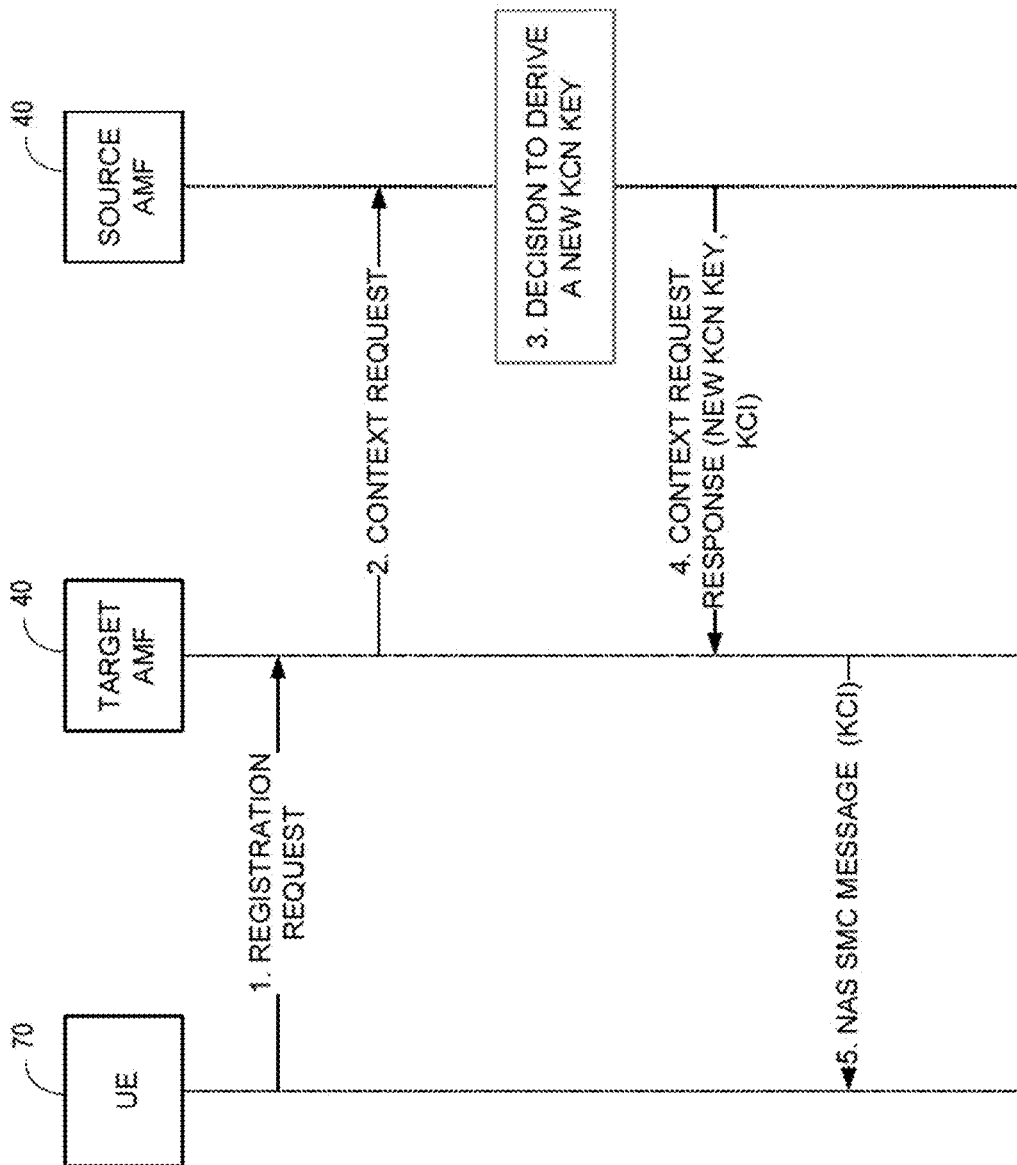 70
UE
40
TARGET
AMF
40
SOURCE
AMF
1. REGISTRATION
REQUEST
2. CONTEXT REQUEST
3. DECISION TO DERIVE
A NEW KCN KEY
4. CONTEXT REQUEST
RESPONSE (NEW KCN KEY,
KCI)
5. NAS SMC MESSAGE (KCI)